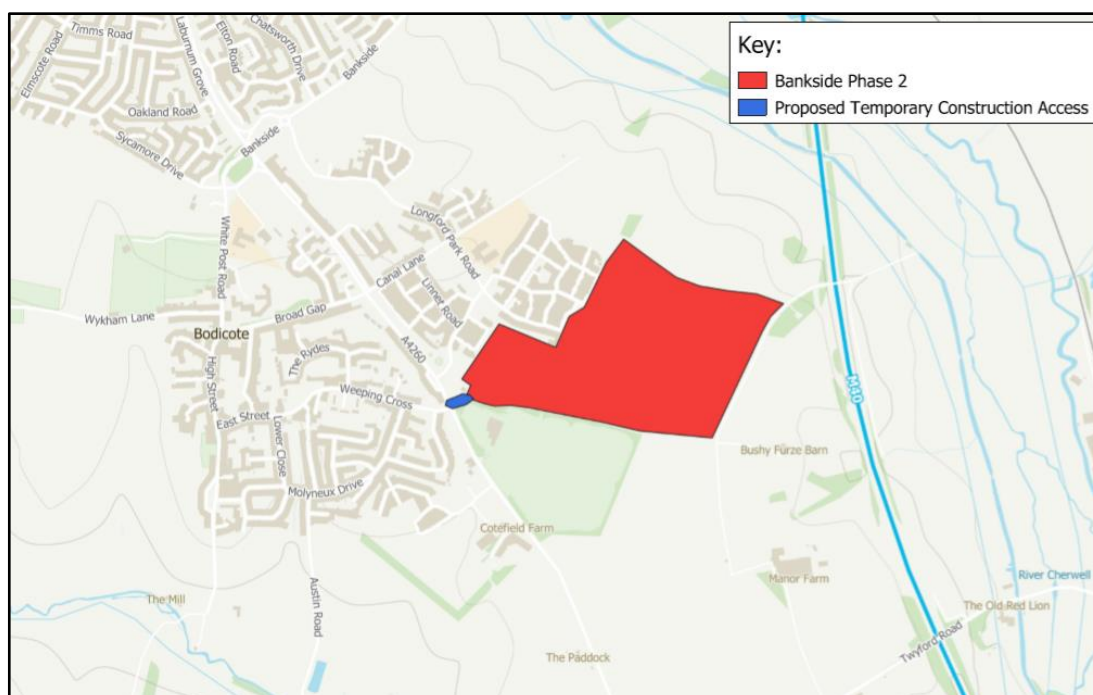 Key:
Bankside Phase 2
Proposed Temporary Construction Access
Timms Road
Elmscote Road
Laburnum Grove
Elton Road
Chatsworth Drive
Bankside
Oakland Road
Sycamore Drive
Bankside
White Post Road
Longford Park Road
Canal Lane
Linner Road
Wykham Lane
Broad Gap
Bodicote
The Rydes
A4260
High Street
Weeping Cross
East Street
Lower Close
Molyneux Drive
M40
Bushy Furze Barn
Cotefield Farm
Manor Farm
River Cherwell
The Old Red Lion
The Mill
Austin Road
Twyford Road
The Paddock